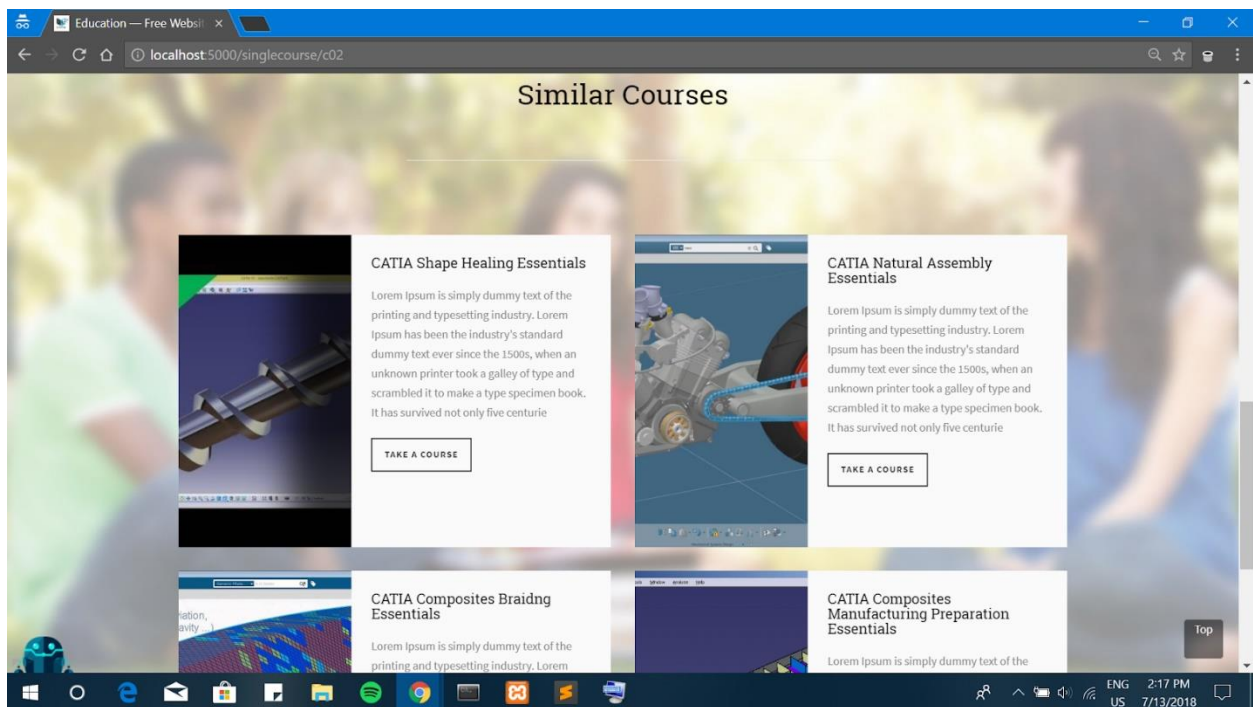 Education — Free Websit
localhost:5000/singlecourse/c02
Similar Courses
CATIA Shape Healing Essentials
Lorem Ipsum is simply dummy text of the
printing and typesetting industry. Lorem
Ipsum has been the industry's standard
dummy text ever since the 1500s, when an
unknown printer took a galley of type and
scrambled it to make a type specimen book.
It has survived not only five centurie
TAKE A COURSE
CATIA Natural Assembly
Essentials
Lorem Ipsum is simply dummy text of the
printing and typesetting industry. Lorem
Ipsum has been the industry's standard
dummy text ever since the 1500s, when an
unknown printer took a galley of type and
scrambled it to make a type specimen book.
It has survived not only five centurie
TAKE A COURSE
iation,
avity ...)
CATIA Composites Braidng
Essentials
Lorem Ipsum is simply dummy text of the
printing and typesetting industry. Lorem
Window Analyze Help
CATIA Composites
Manufacturing Preparation
Essentials
Lorem Ipsum is simply dummy text of the
Top
ENG
US
2:17 PM
7/13/2018